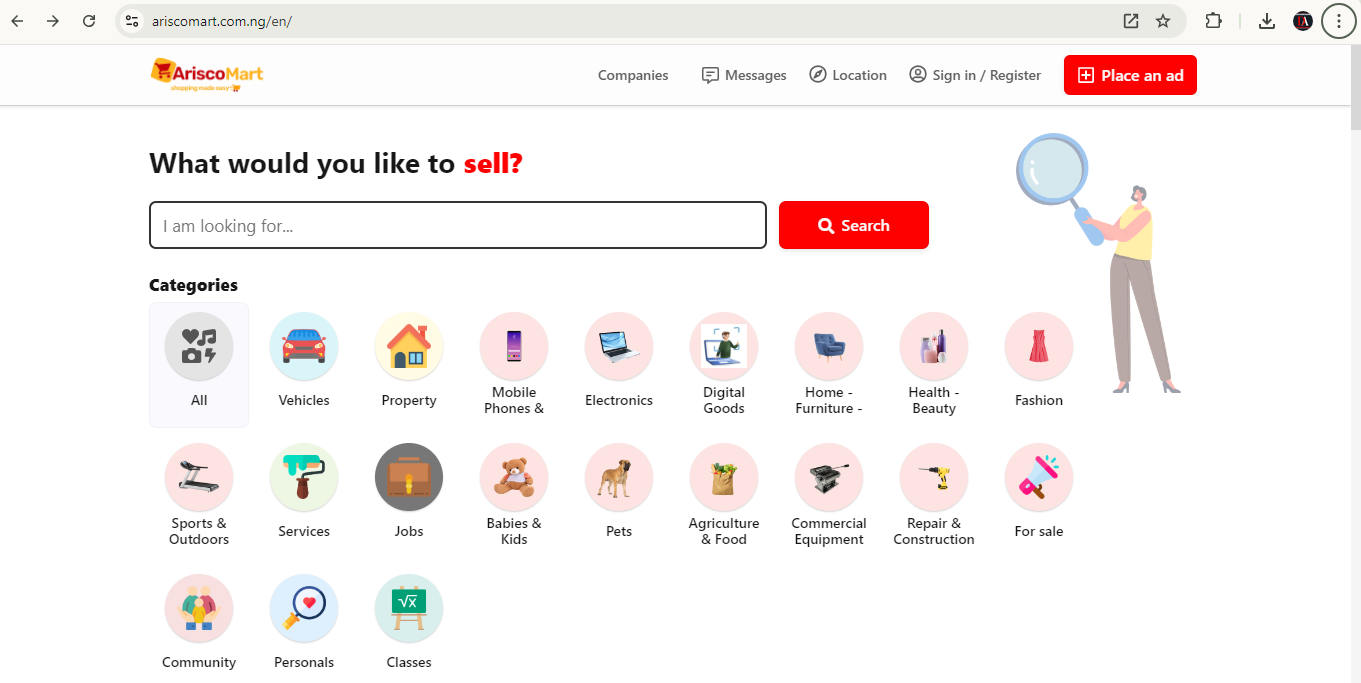 ariscomart.com.ng/en/
AriscoMart
shopping made easy
Companies
Messages
Location
Sign in / Register
Place an ad
What would you like to sell?
I am looking for...
Search
Categories
All
Vehicles
Property
Mobile
Phones &
Electronics
Digital
Goods
Home -
Furniture -
Health -
Beauty
Fashion
Sports &
Outdoors
Services
Jobs
Babies &
Kids
Pets
Agriculture
& Food
Commercial
Equipment
Repair &
Construction
For sale
√x
Community
Personals
Classes